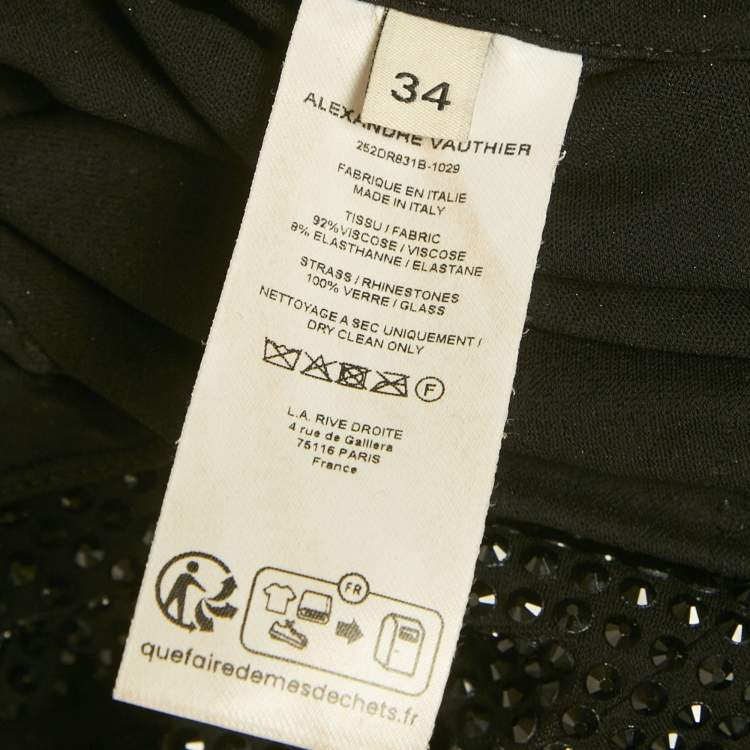 34
ALEXANDRE VAUTHIER
252DR831B-1029
FABRIQUE EN ITALIE
MADE IN ITALY
TISSU / FABRIC
92%VISCOSE / VISCOSE
8% ELASTHANNE / ELASTANE
STRASS / RHINESTONES
100% VERRE / GLASS
NETTOYAGE A SEC UNIQUEMENT /
DRY CLEAN ONLY
F
L.A. RIVE DROITE
4 rue de Galliera
75116 PARIS
France
FR
quefairedemesdechets.fr